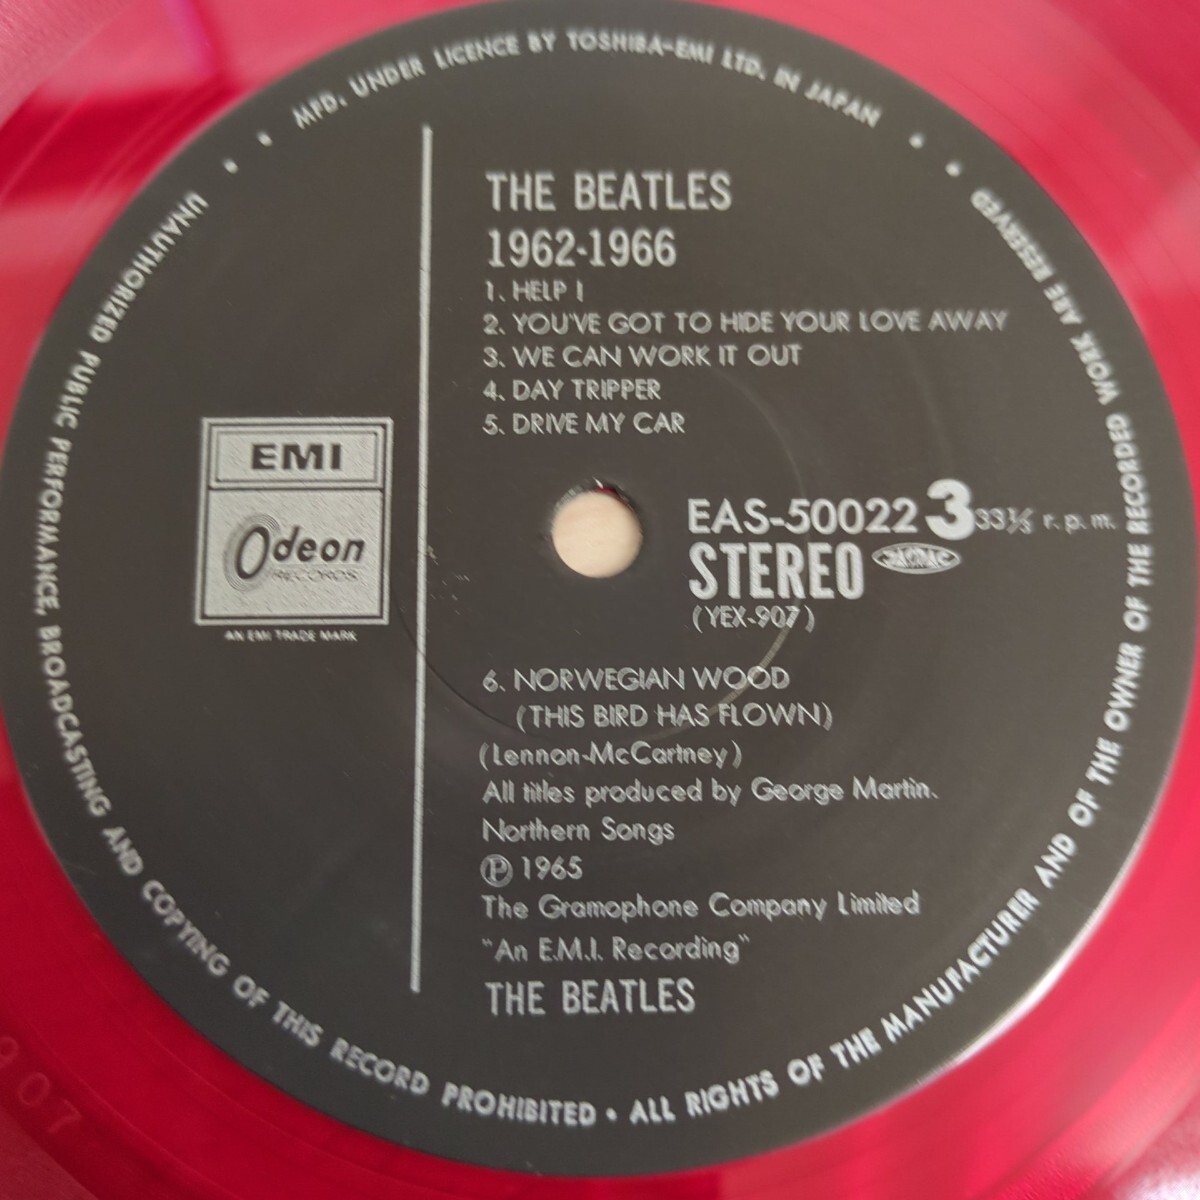 MFD. UNDER LICENCE BY TOSHIBA-EMI LTD. IN JAPAN
THE BEATLES
1962-1966
1. HELP !
2. YOU'VE GOT TO HIDE YOUR LOVE AWAY
3. WE CAN WORK IT OUT
4. DAY TRIPPER
5. DRIVE MY CAR
EMI
Odeon
RECORDS
AN EMI TRADE MARK
EAS-50022 3 33⅓ r.p.m.
STEREO
(YEX-907)
6. NORWEGIAN WOOD
(THIS BIRD HAS FLOWN)
(Lennon-McCartney)
All titles produced by George Martin.
Northern Songs
Ⓟ 1965
The Gramophone Company Limited
"An E.M.I. Recording"
THE BEATLES
UNAUTHORIZED PUBLIC PERFORMANCE, BROADCASTING AND COPYING OF THIS RECORD PROHIBITED • ALL RIGHTS OF THE MANUFACTURER AND OF THE OWNER OF THE RECORDED WORK ARE RESERVED
907